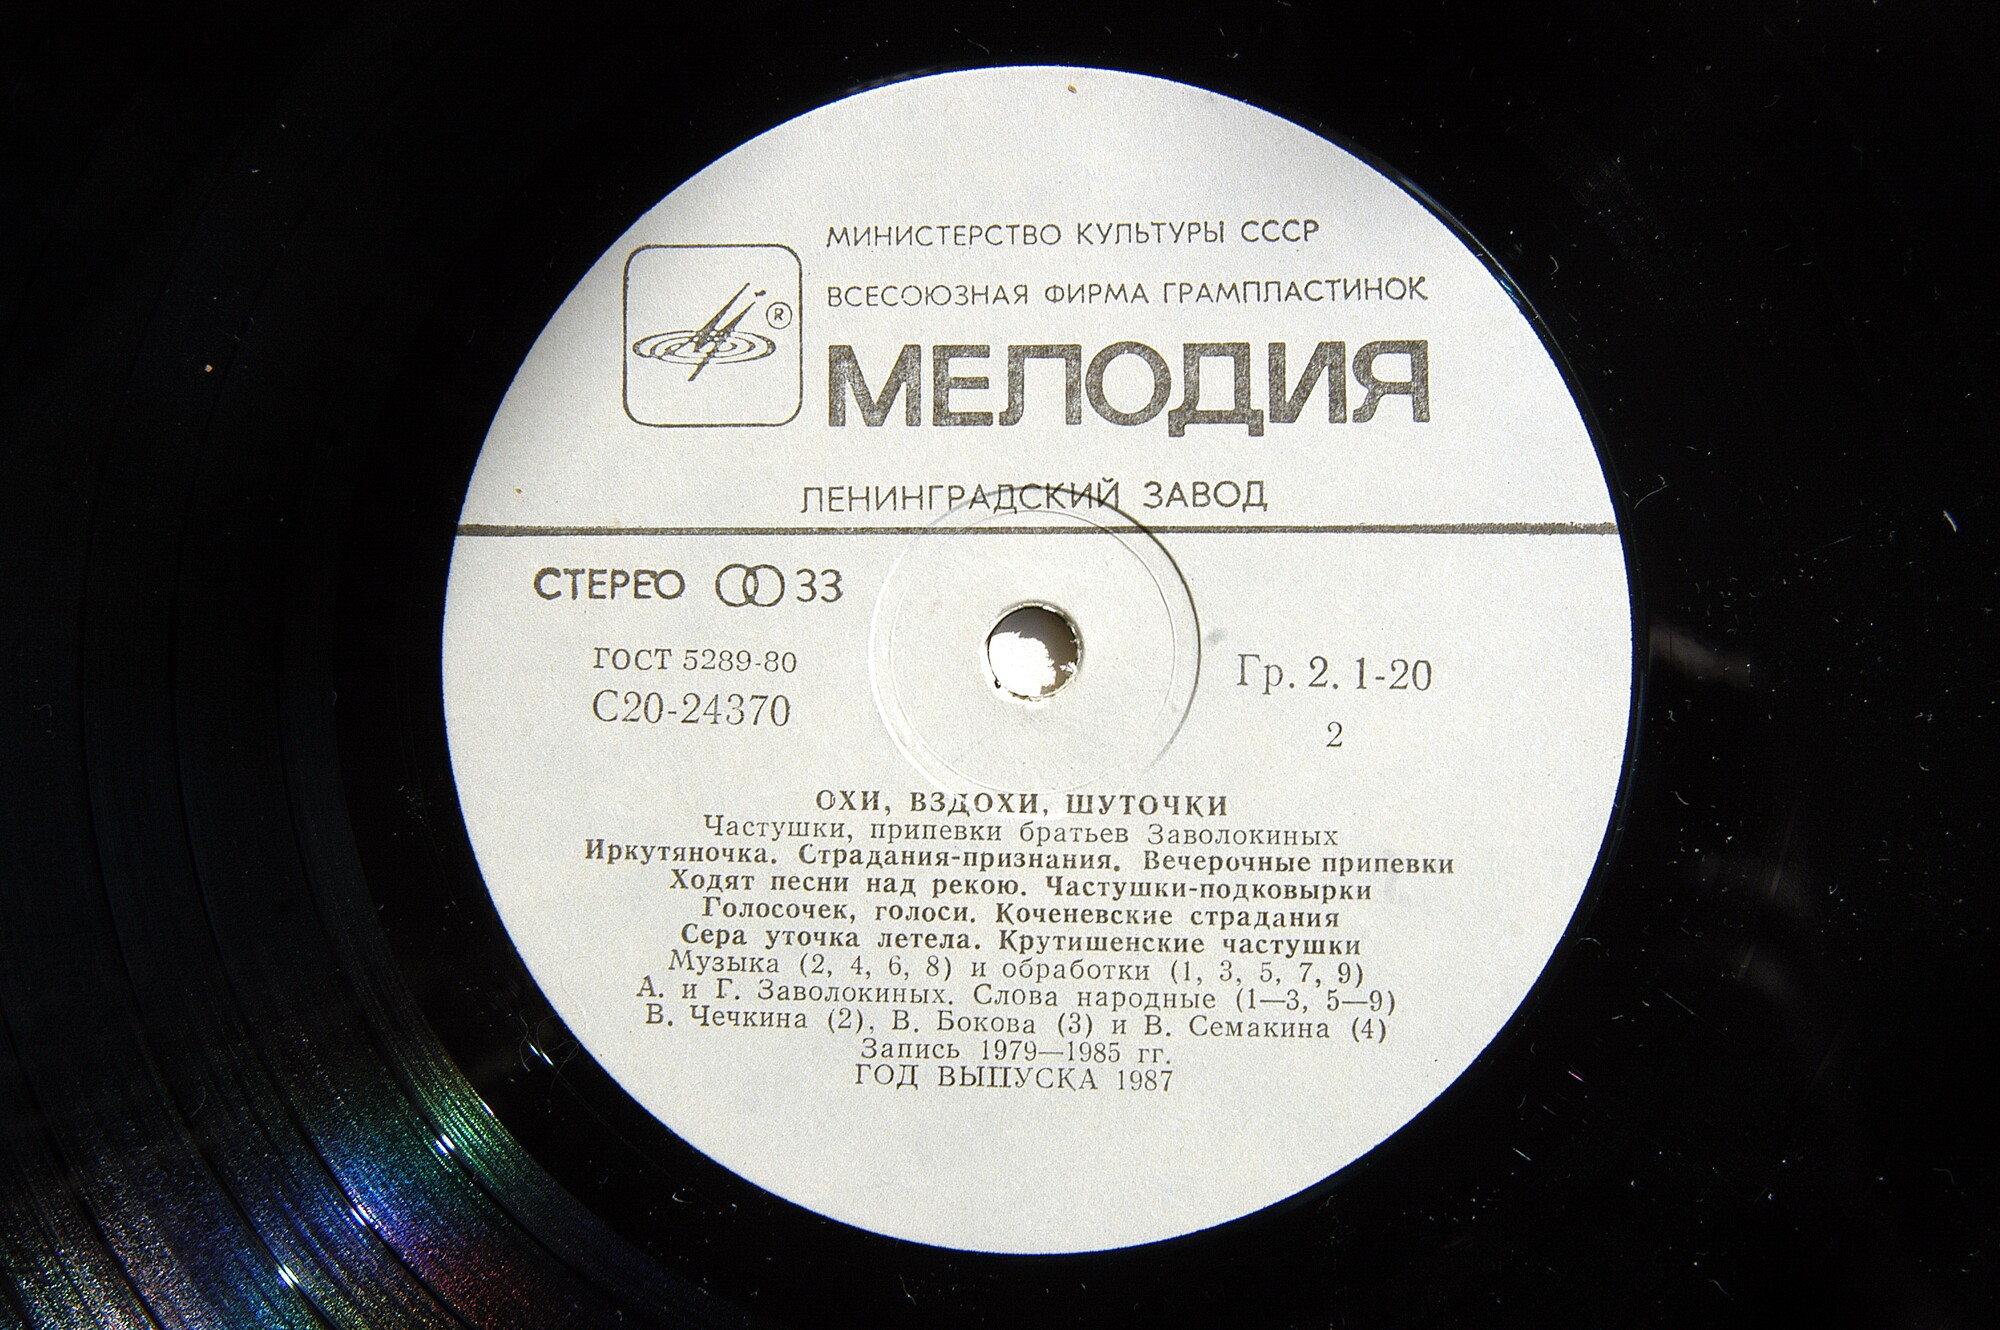 МИНИСТЕРСТВО КУЛЬТУРЫ СССР
ВСЕСОЮЗНАЯ ФИРМА ГРАМПЛАСТИНОК
®
МЕЛОДИЯ
ЛЕНИНГРАДСКИЙ ЗАВОД
СТЕРЕО 33
ГОСТ 5289-80
С20-24370
Гр. 2. 1-20
2
ОХИ, ВЗДОХИ, ШУТОЧКИ
Частушки, припевки братьев Заволокиных
Иркутяночка. Страдания-признания. Вечерочные припевки
Ходят песни над рекою. Частушки-подковырки
Голосочек, голоси. Коченевские страдания
Сера уточка летела. Крутишенские частушки
Музыка (2, 4, 6, 8) и обработки (1, 3, 5, 7, 9)
А. и Г. Заволокиных. Слова народные (1—3, 5—9)
В. Чечкина (2), В. Бокова (3) и В. Семакина (4)
Запись 1979—1985 гг.
ГОД ВЫПУСКА 1987